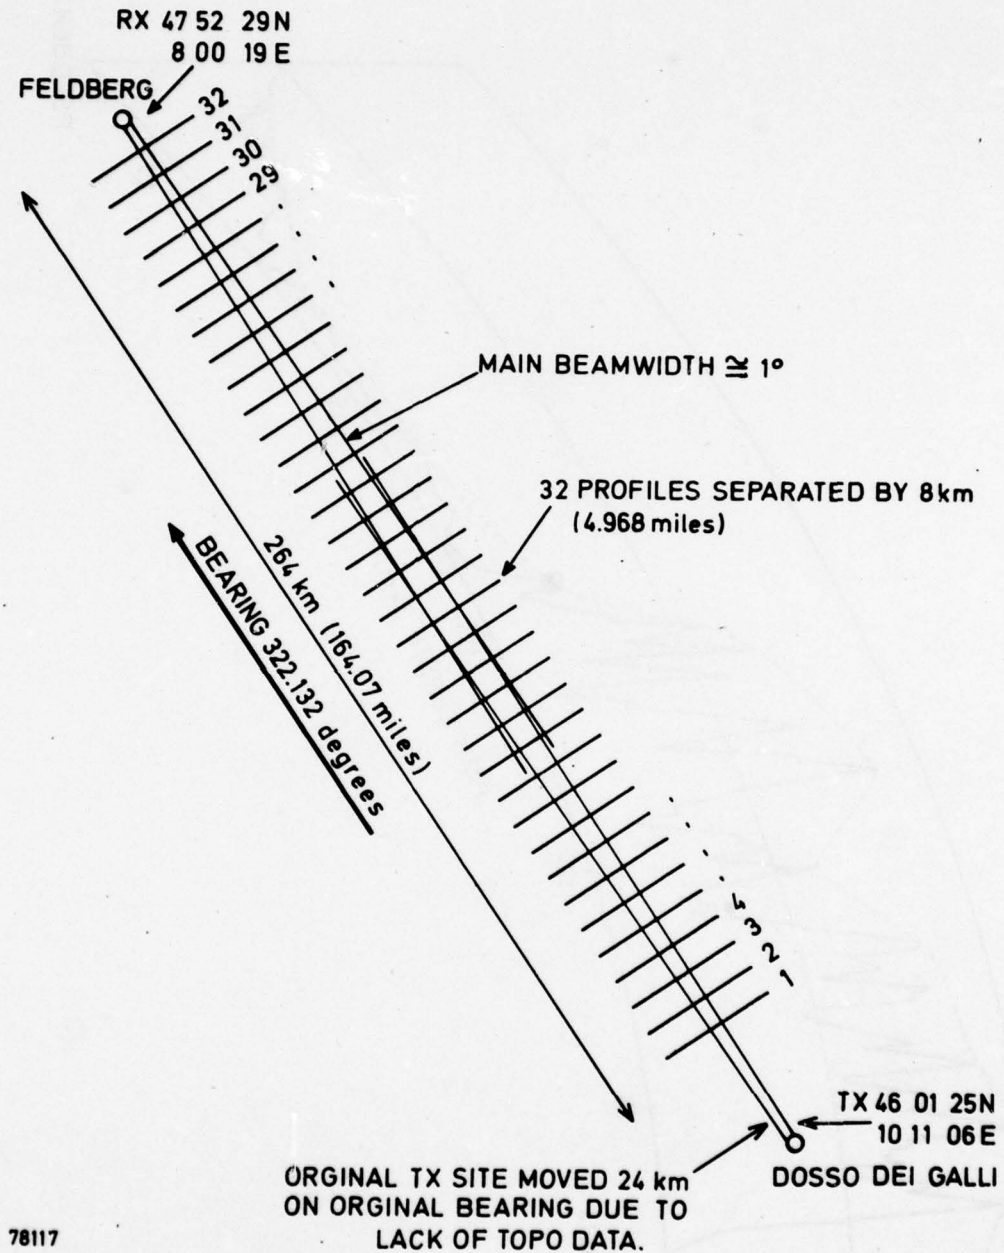 RX 47 52 29N
8 00 19 E
FELDBERG
32
31
30
29
MAIN BEAMWIDTH ≅ 1°
32 PROFILES SEPARATED BY 8km
(4.968 miles)
264 km (164.07 miles)
BEARING 322.132 degrees
4
3
2
1
TX 46 01 25N
10 11 06 E
DOSSO DEI GALLI
ORGINAL TX SITE MOVED 24 km
ON ORGINAL BEARING DUE TO
LACK OF TOPO DATA.
78117